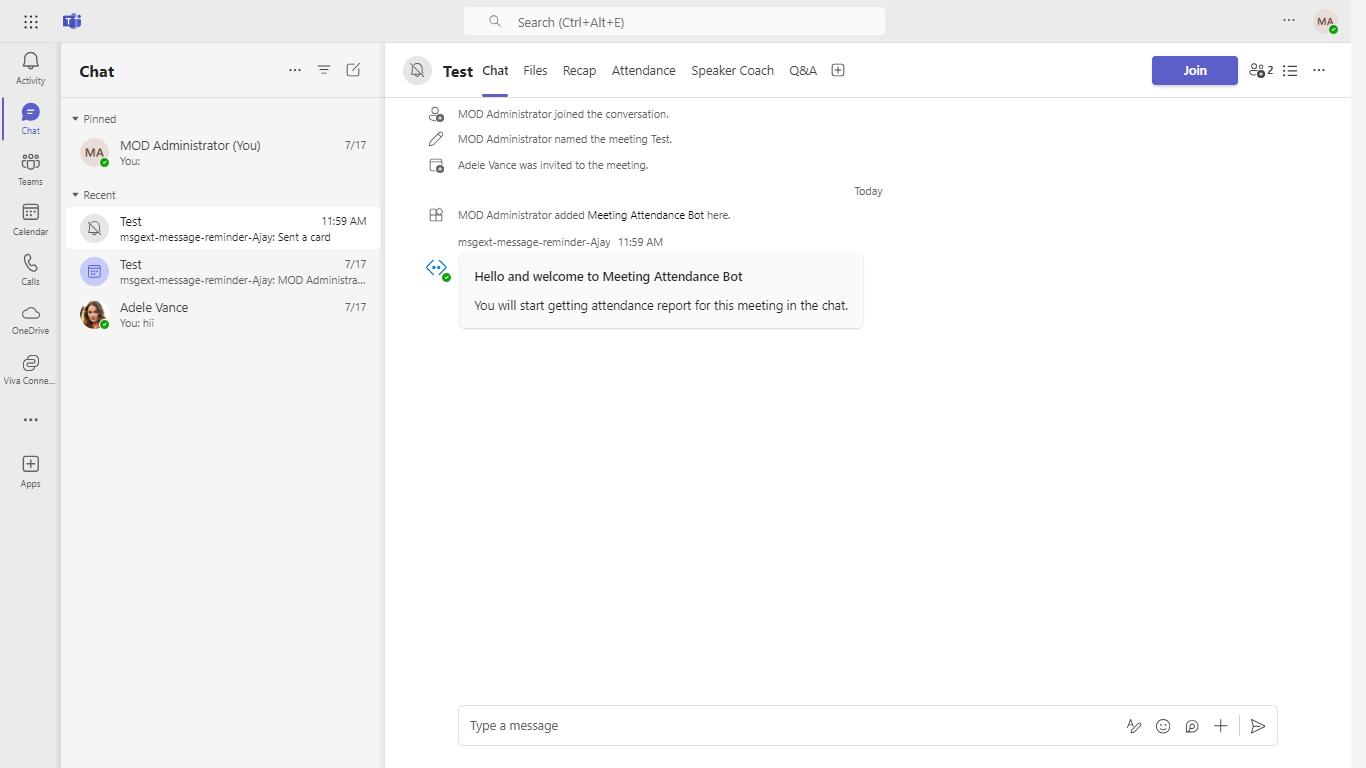 Search (Ctrl+Alt+E)
MA
Activity
Chat
Teams
Calendar
Calls
OneDrive
Viva Conne...
Apps
Chat
Pinned
MA
MOD Administrator (You)
7/17
You:
Recent
Test
11:59 AM
msgext-message-reminder-Ajay: Sent a card
Test
7/17
msgext-message-reminder-Ajay: MOD Administra...
Adele Vance
7/17
You: hii
Test Chat Files Recap Attendance Speaker Coach Q&A
Join
2
MOD Administrator joined the conversation.
MOD Administrator named the meeting Test.
Adele Vance was invited to the meeting.
Today
MOD Administrator added Meeting Attendance Bot here.
msgext-message-reminder-Ajay 11:59 AM
Hello and welcome to Meeting Attendance Bot
You will start getting attendance report for this meeting in the chat.
Type a message